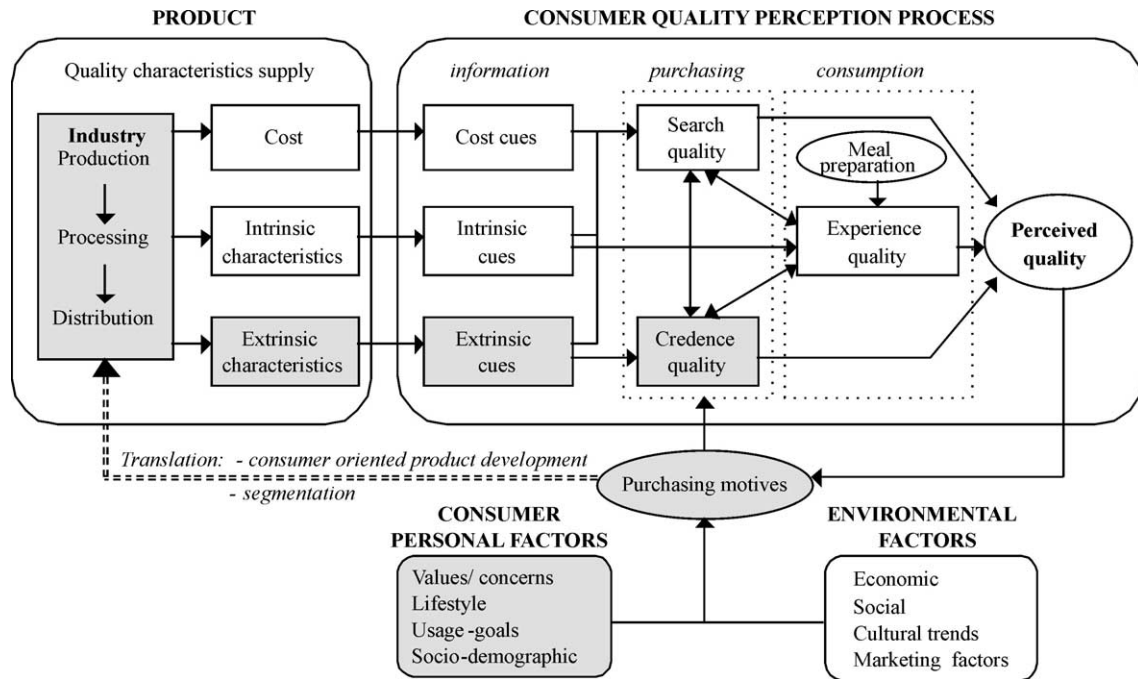 PRODUCT
CONSUMER QUALITY PERCEPTION PROCESS
Quality characteristics supply
information
purchasing
consumption
Industry
Production
Processing
Distribution
Cost
Intrinsic
characteristics
Extrinsic
characteristics
Cost cues
Intrinsic
cues
Extrinsic
cues
Search
quality
Credence
quality
Meal
preparation
Experience
quality
Perceived
quality
Translation: - consumer oriented product development
- segmentation
Purchasing motives
CONSUMER
PERSONAL FACTORS
Values/ concerns
Lifestyle
Usage-goals
Socio-demographic
ENVIRONMENTAL
FACTORS
Economic
Social
Cultural trends
Marketing factors